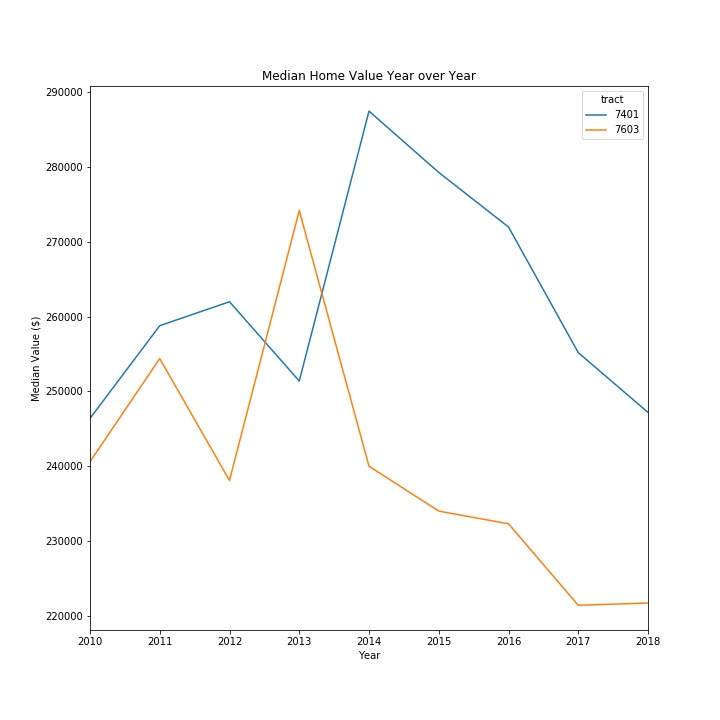 Median Home Value Year over Year
tract
7401
7603
Median Value ($)
290000
280000
270000
260000
250000
240000
230000
220000
2010 2011 2012 2013 2014 2015 2016 2017 2018
Year